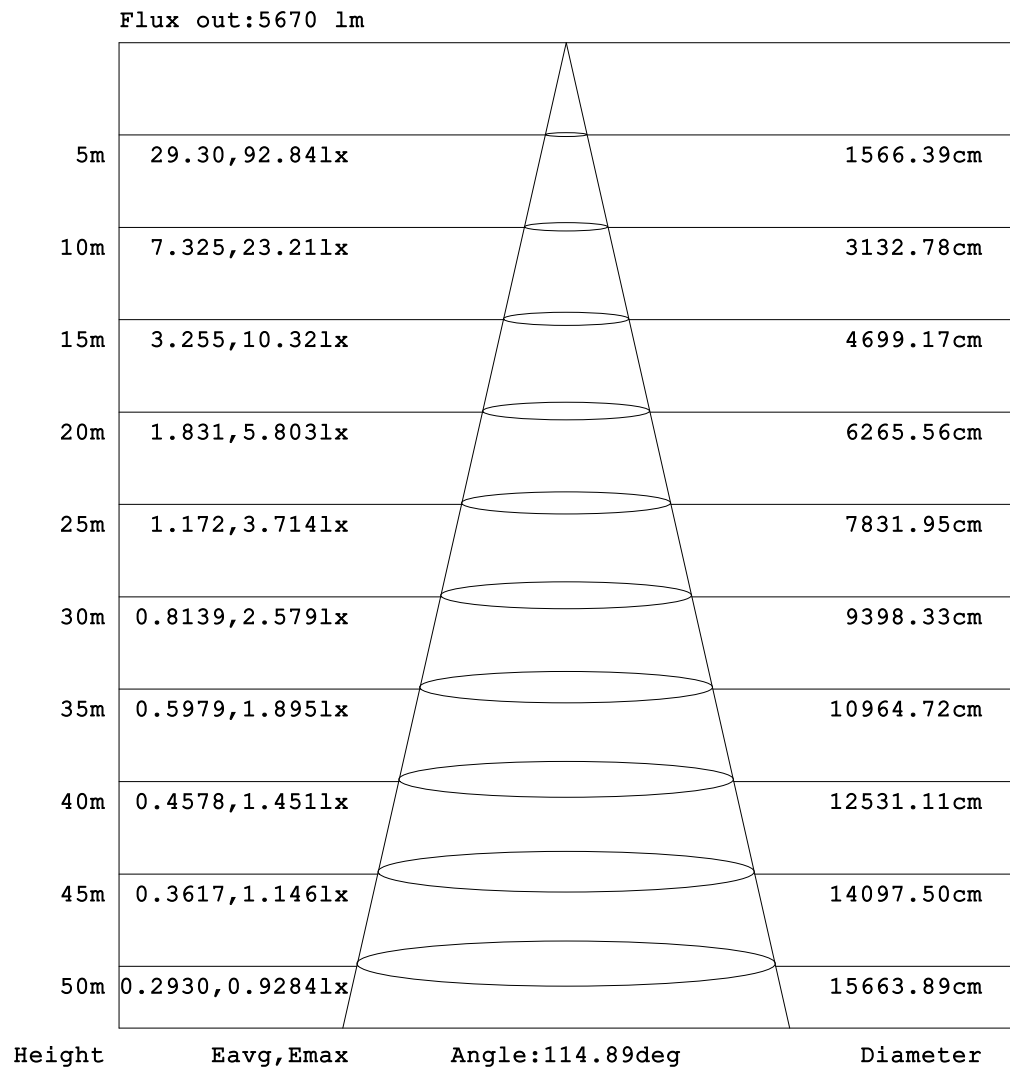 Flux out:5670 lm
5m 29.30,92.84lx 1566.39cm
10m 7.325,23.21lx 3132.78cm
15m 3.255,10.32lx 4699.17cm
20m 1.831,5.803lx 6265.56cm
25m 1.172,3.714lx 7831.95cm
30m 0.8139,2.579lx 9398.33cm
35m 0.5979,1.895lx 10964.72cm
40m 0.4578,1.451lx 12531.11cm
45m 0.3617,1.146lx 14097.50cm
50m 0.2930,0.9284lx 15663.89cm
Height Eavg,Emax Angle:114.89deg Diameter